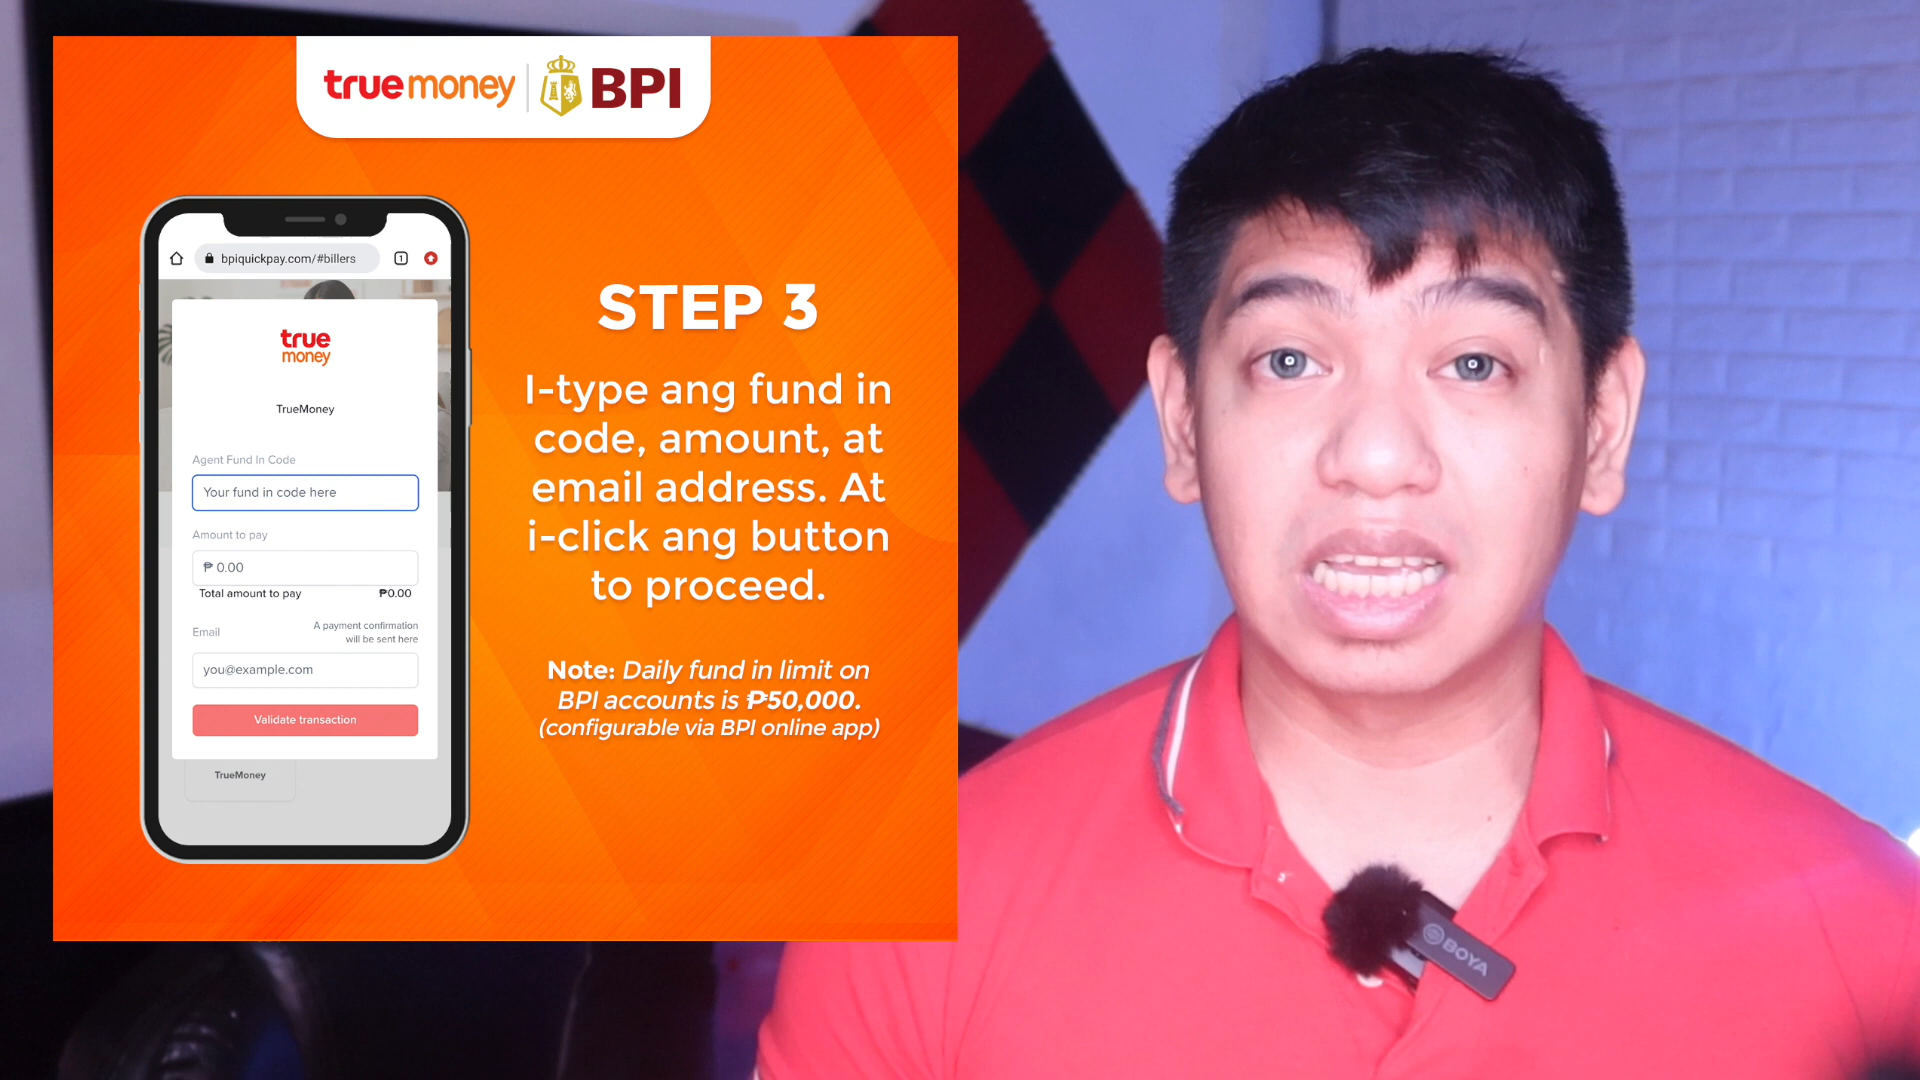 truemoney | BPI
bpiquickpay.com/#billers
1
true
money
TrueMoney
Agent Fund In Code
Your fund in code here
Amount to pay
₱ 0.00
Total amount to pay ₱0.00
Email
A payment confirmation
will be sent here
you@example.com
Validate transaction
TrueMoney
STEP 3
I-type ang fund in
code, amount, at
email address. At
i-click ang button
to proceed.
Note: Daily fund in limit on
BPI accounts is ₱50,000.
(configurable via BPI online app)
BOYA